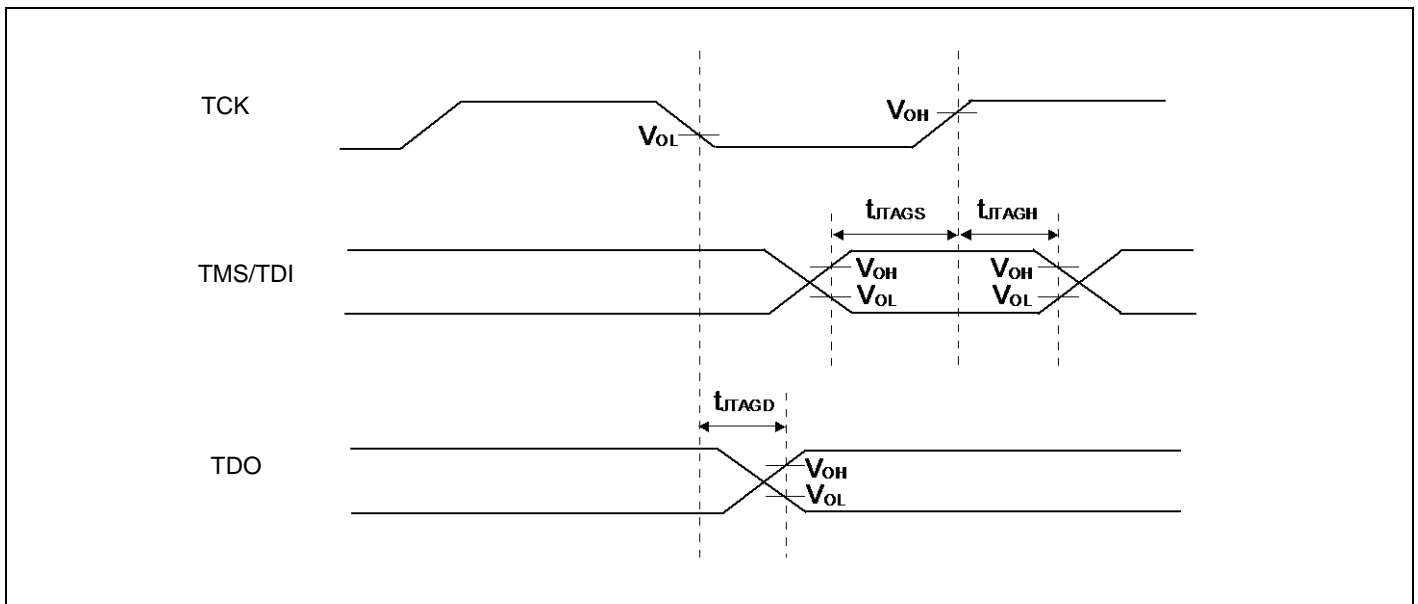 TCK
VOL
VOH
tJTAGS
tJTAGH
TMS/TDI
VOH
VOH
VOL
VOL
tJTAGD
TDO
VOH
VOL